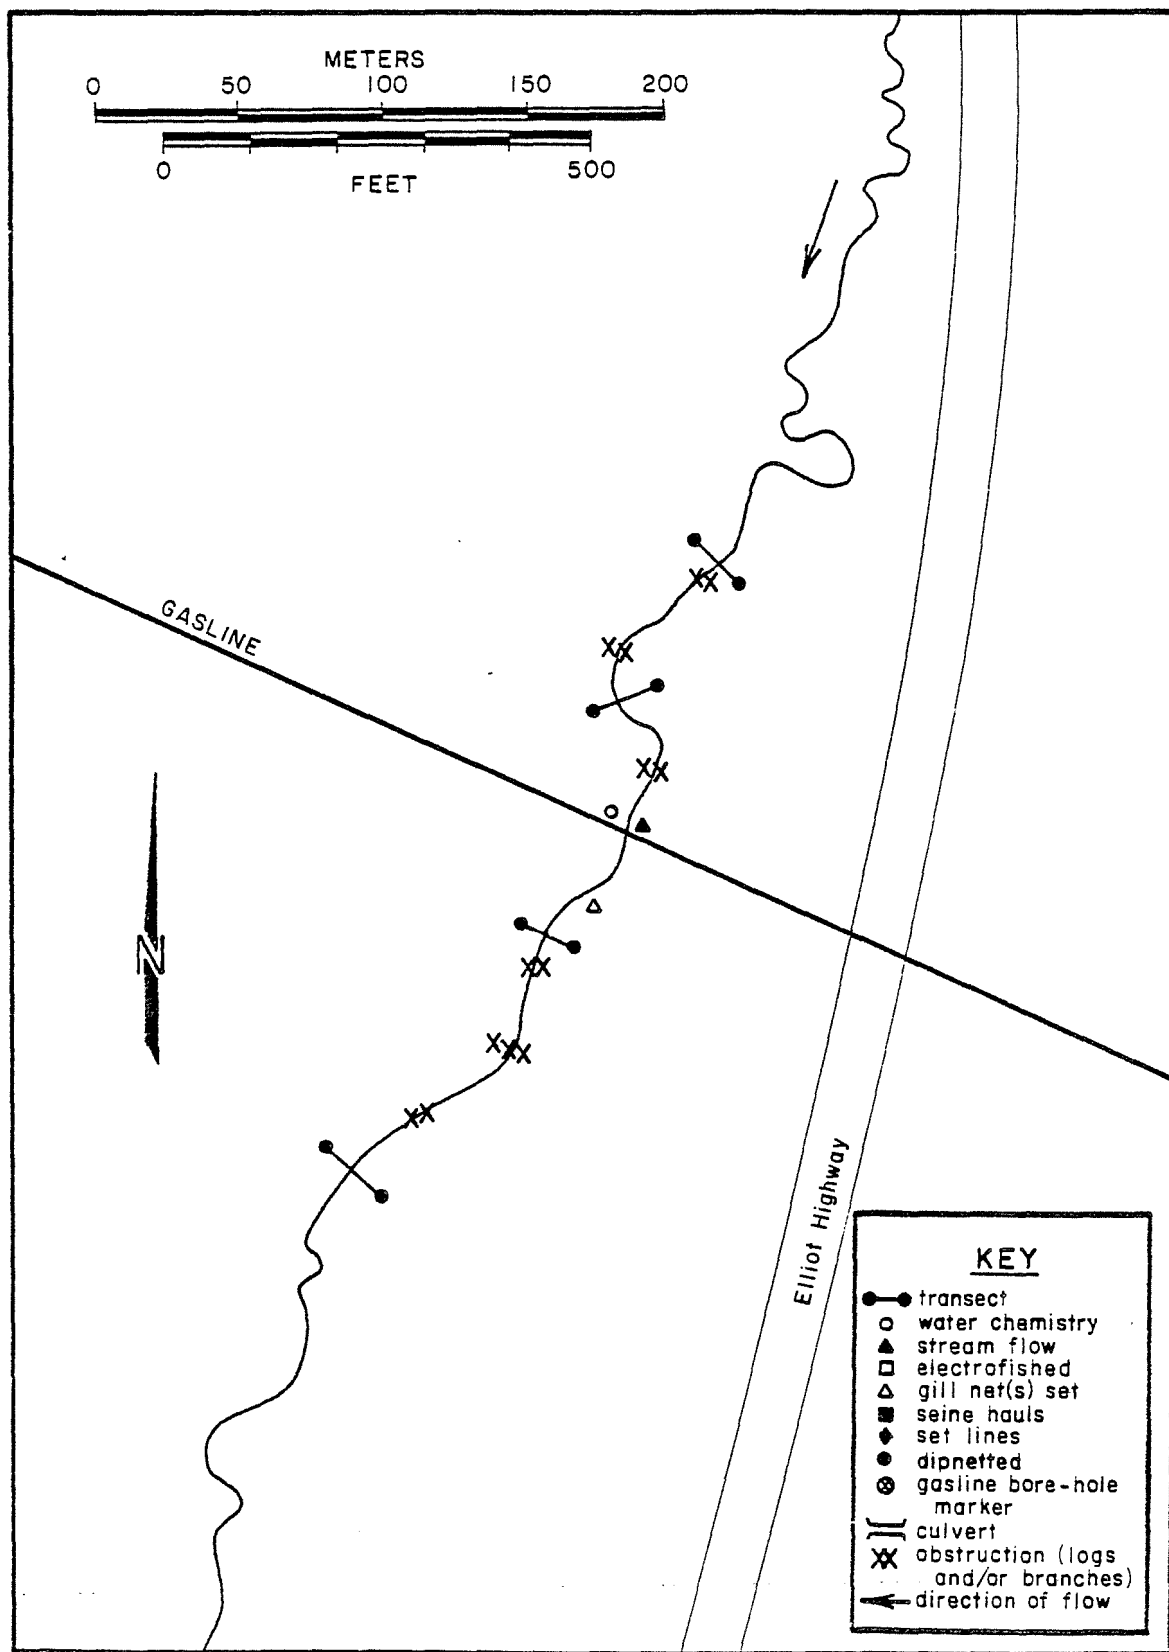 METERS
0 50 100 150 200
0 500
FEET
GASLINE
N
Elliot Highway
KEY
transect
water chemistry
stream flow
electrofished
gill net(s) set
seine hauls
set lines
dipnetted
gasline bore-hole
marker
culvert
obstruction (logs
and/or branches)
direction of flow